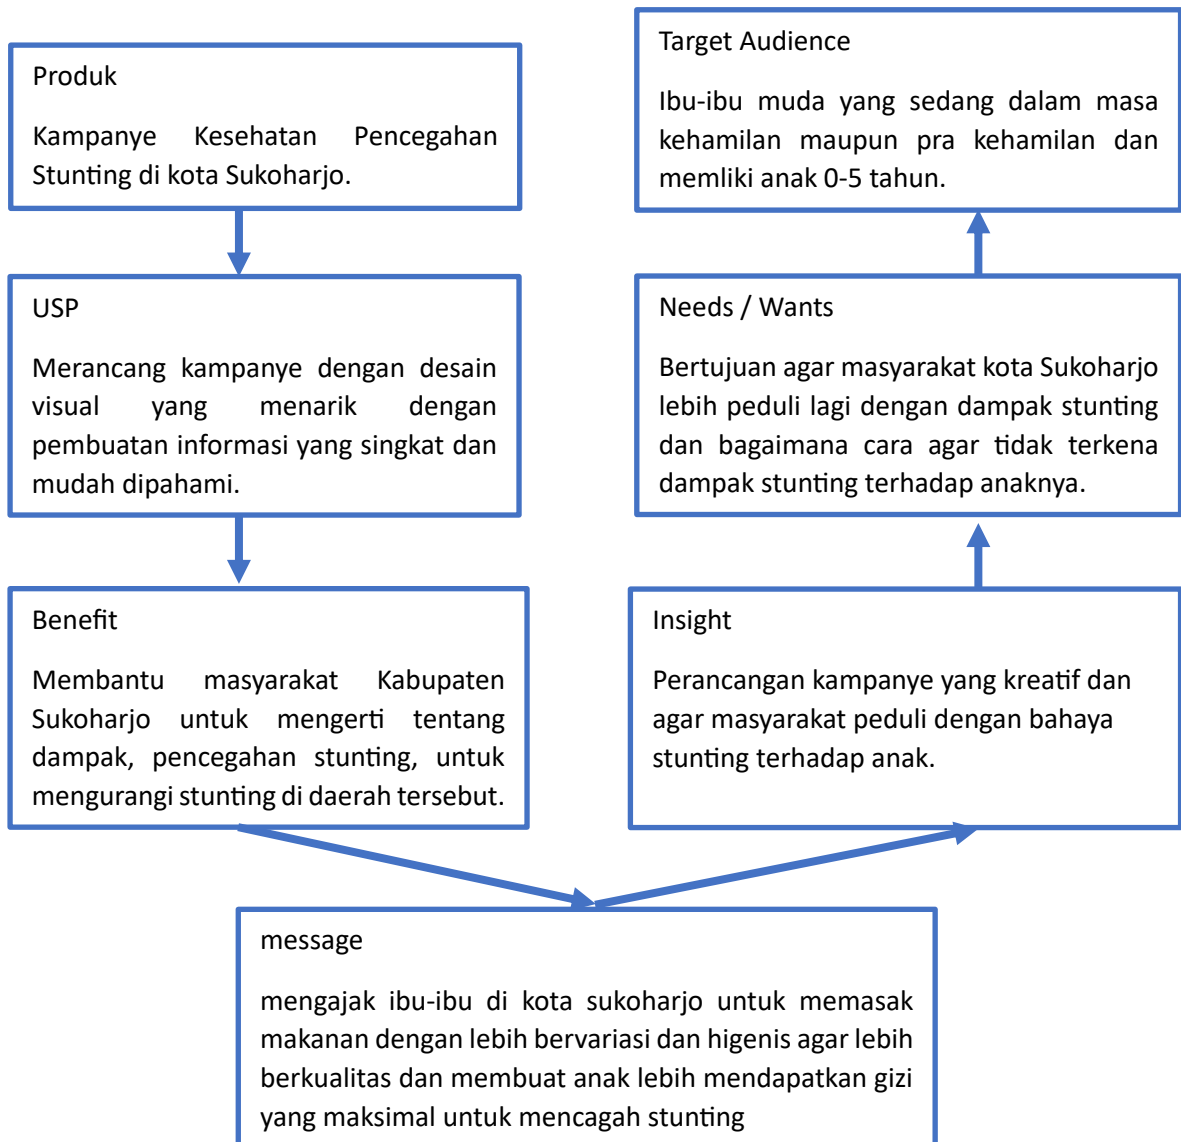 Produk
Kampanye Kesehatan Pencegahan
Stunting di kota Sukoharjo.
USP
Merancang kampanye dengan desain
visual yang menarik dengan
pembuatan informasi yang singkat dan
mudah dipahami.
Benefit
Membantu masyarakat Kabupaten
Sukoharjo untuk mengerti tentang
dampak, pencegahan stunting, untuk
mengurangi stunting di daerah tersebut.
message
mengajak ibu-ibu di kota sukoharjo untuk memasak
makanan dengan lebih bervariasi dan higenis agar lebih
berkualitas dan membuat anak lebih mendapatkan gizi
yang maksimal untuk mencagah stunting
Insight
Perancangan kampanye yang kreatif dan
agar masyarakat peduli dengan bahaya
stunting terhadap anak.
Needs / Wants
Bertujuan agar masyarakat kota Sukoharjo
lebih peduli lagi dengan dampak stunting
dan bagaimana cara agar tidak terkena
dampak stunting terhadap anaknya.
Target Audience
Ibu-ibu muda yang sedang dalam masa
kehamilan maupun pra kehamilan dan
memliki anak 0-5 tahun.